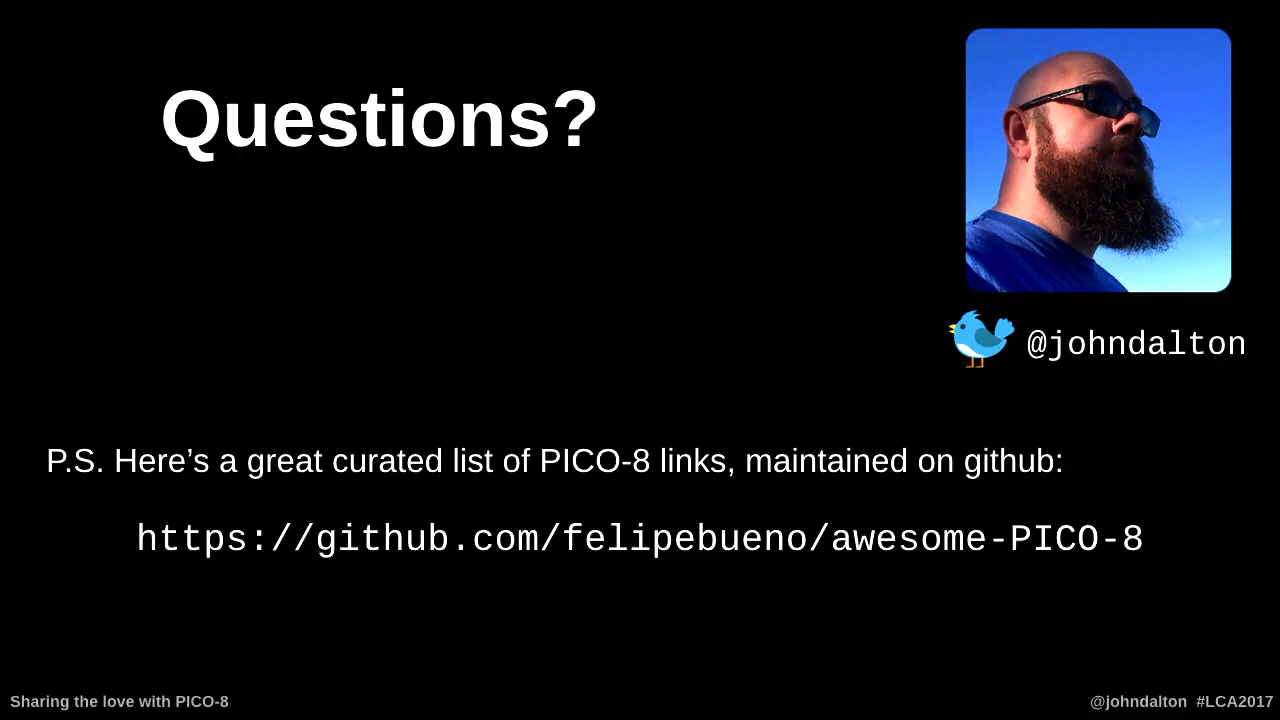 Questions?
@johndalton
P.S. Here’s a great curated list of PICO-8 links, maintained on github:
https://github.com/felipebueno/awesome-PICO-8
Sharing the love with PICO-8
@johndalton #LCA2017